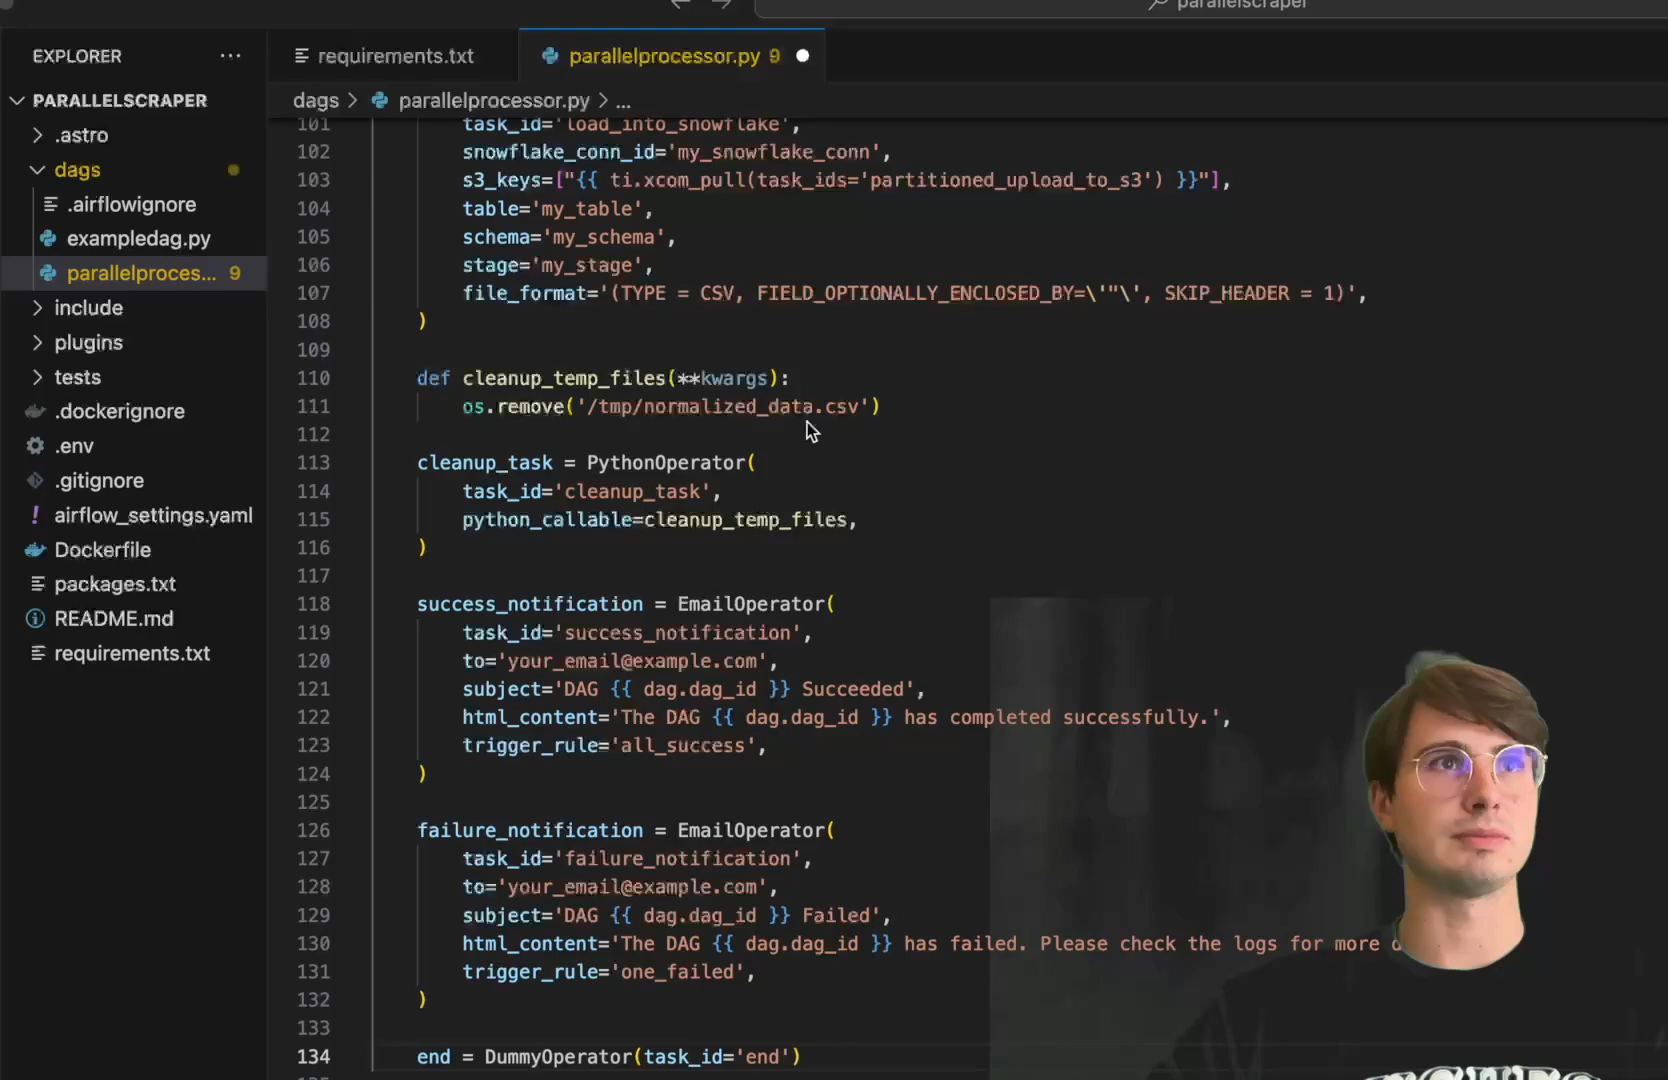 parallelscraper
EXPLORER
requirements.txt
parallelprocessor.py 9
PARALLELSCRAPER
.astro
dags
.airflowignore
exampledag.py
parallelproces... 9
include
plugins
tests
.dockerignore
.env
.gitignore
! airflow_settings.yaml
Dockerfile
packages.txt
README.md
requirements.txt
dags > parallelprocessor.py > ...
101 task_id='load_into_snowflake',
102 snowflake_conn_id='my_snowflake_conn',
103 s3_keys=["{{ ti.xcom_pull(task_ids='partitioned_upload_to_s3') }}"],
104 table='my_table',
105 schema='my_schema',
106 stage='my_stage',
107 file_format='(TYPE = CSV, FIELD_OPTIONALLY_ENCLOSED_BY=\'"\', SKIP_HEADER = 1)',
108 )
109
110 def cleanup_temp_files(**kwargs):
111 os.remove('/tmp/normalized_data.csv')
112
113 cleanup_task = PythonOperator(
114 task_id='cleanup_task',
115 python_callable=cleanup_temp_files,
116 )
117
118 success_notification = EmailOperator(
119 task_id='success_notification',
120 to='your_email@example.com',
121 subject='DAG {{ dag.dag_id }} Succeeded',
122 html_content='The DAG {{ dag.dag_id }} has completed successfully.',
123 trigger_rule='all_success',
124 )
125
126 failure_notification = EmailOperator(
127 task_id='failure_notification',
128 to='your_email@example.com',
129 subject='DAG {{ dag.dag_id }} Failed',
130 html_content='The DAG {{ dag.dag_id }} has failed. Please check the logs for more
131 trigger_rule='one_failed',
132 )
133
134 end = DummyOperator(task_id='end')